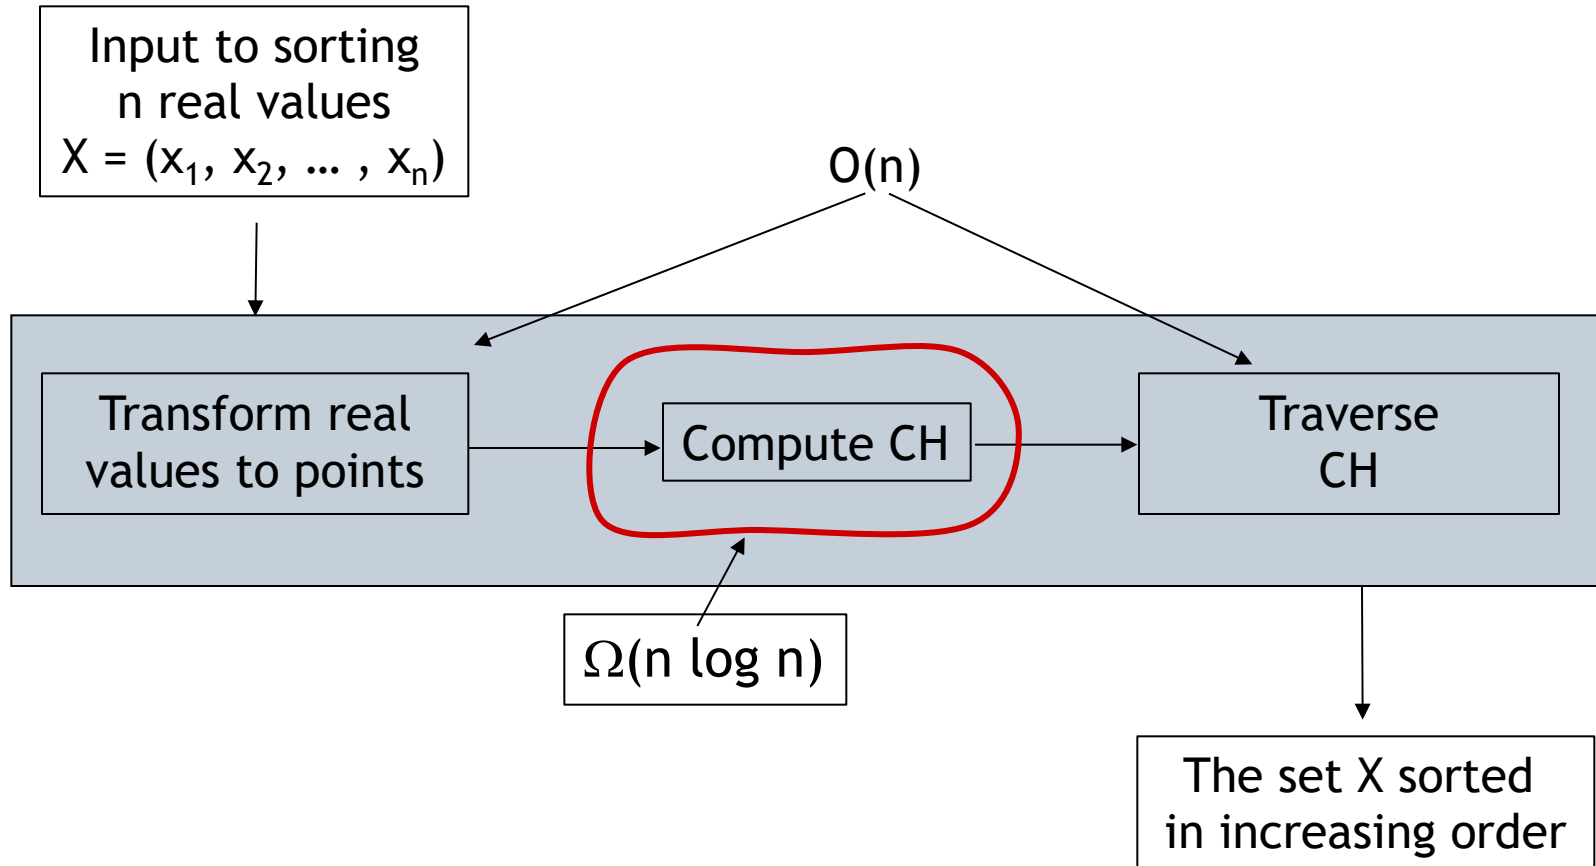 Input to sorting
n real values
X = (x₁, x₂, … , xₙ)
O(n)
Transform real
values to points
Compute CH
Traverse
CH
Ω(n log n)
The set X sorted
in increasing order